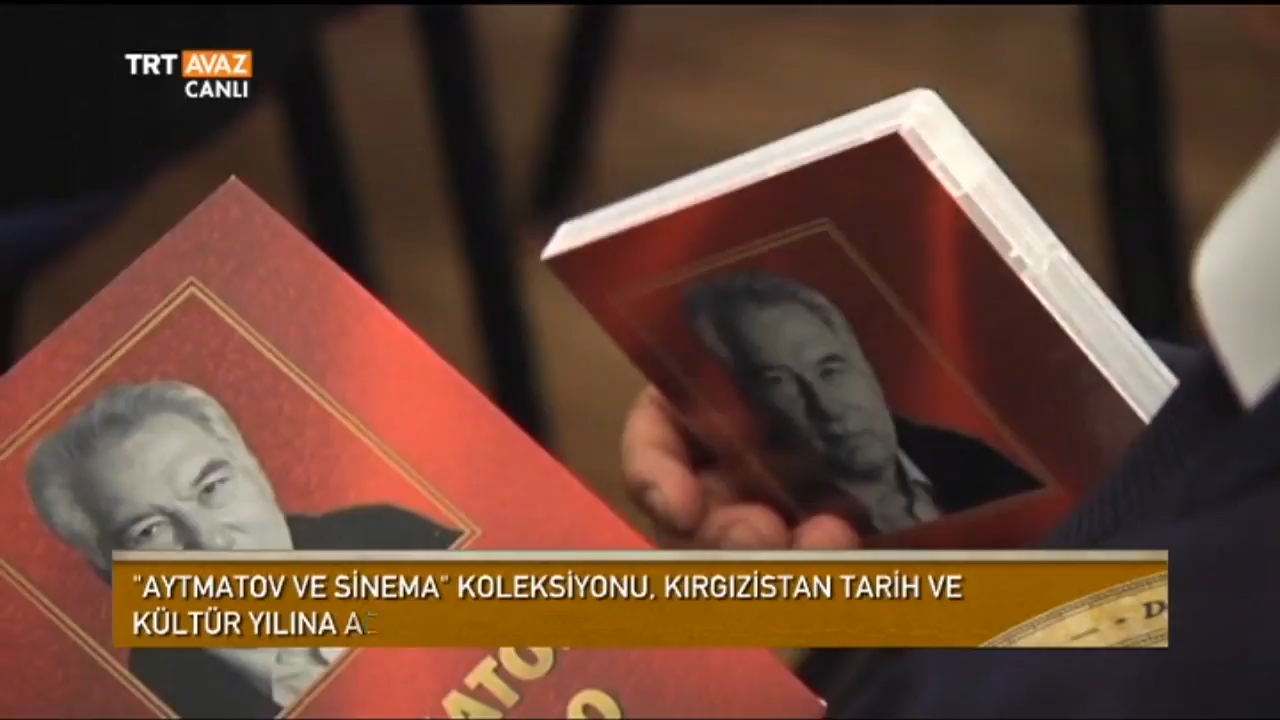 TRT AVAZ
CANLI
"AYTMATOV VE SİNEMA" KOLEKSİYONU, KIRGIZİSTAN TARİH VE
KÜLTÜR YILINA